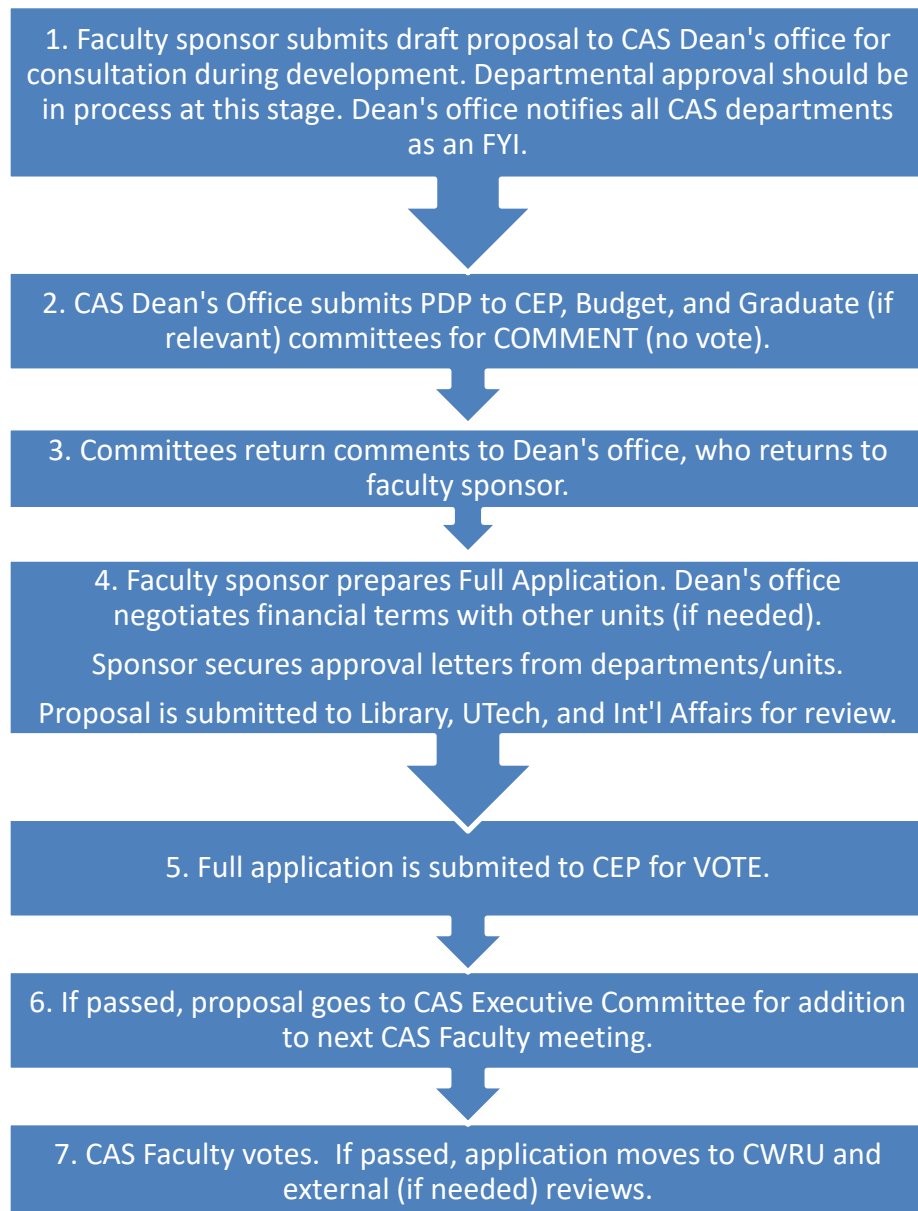 1. Faculty sponsor submits draft proposal to CAS Dean's office for
consultation during development. Departmental approval should be
in process at this stage. Dean's office notifies all CAS departments
as an FYI.
2. CAS Dean's Office submits PDP to CEP, Budget, and Graduate (if
relevant) committees for COMMENT (no vote).
3. Committees return comments to Dean's office, who returns to
faculty sponsor.
4. Faculty sponsor prepares Full Application. Dean's office
negotiates financial terms with other units (if needed).
Sponsor secures approval letters from departments/units.
Proposal is submitted to Library, UTech, and Int'l Affairs for review.
5. Full application is submited to CEP for VOTE.
6. If passed, proposal goes to CAS Executive Committee for addition
to next CAS Faculty meeting.
7. CAS Faculty votes.  If passed, application moves to CWRU and
external (if needed) reviews.